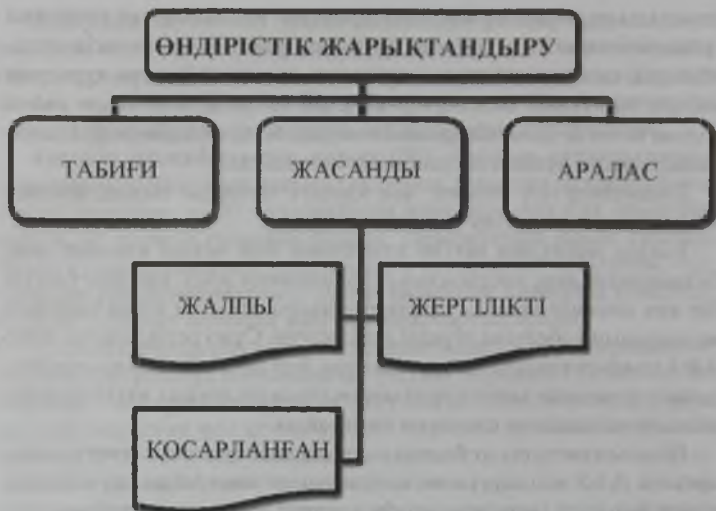 ӨНДІРІСТІК ЖАРЫҚТАНДЫРУ
ТАБИҒИ
ЖАСАНДЫ
АРАЛАС
ЖАЛПЫ
ЖЕРГІЛІКТІ
ҚОСАРЛАНҒАН